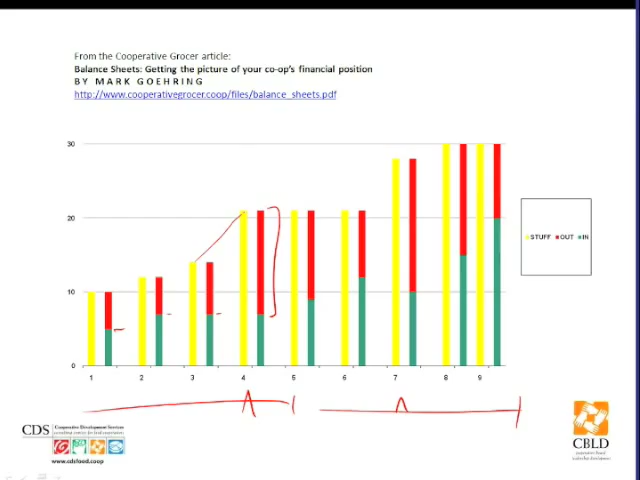 From the Cooperative Grocer article:
Balance Sheets: Getting the picture of your co-op's financial position
BY MARK GOEHRING
http://www.cooperativegrocer.coop/files/balance_sheets.pdf
30
20
10
0
1 2 3 4 5 6 7 8 9
STUFF OUT IN
CDS Cooperative Development Services
www.cdsfood.coop
CBLD